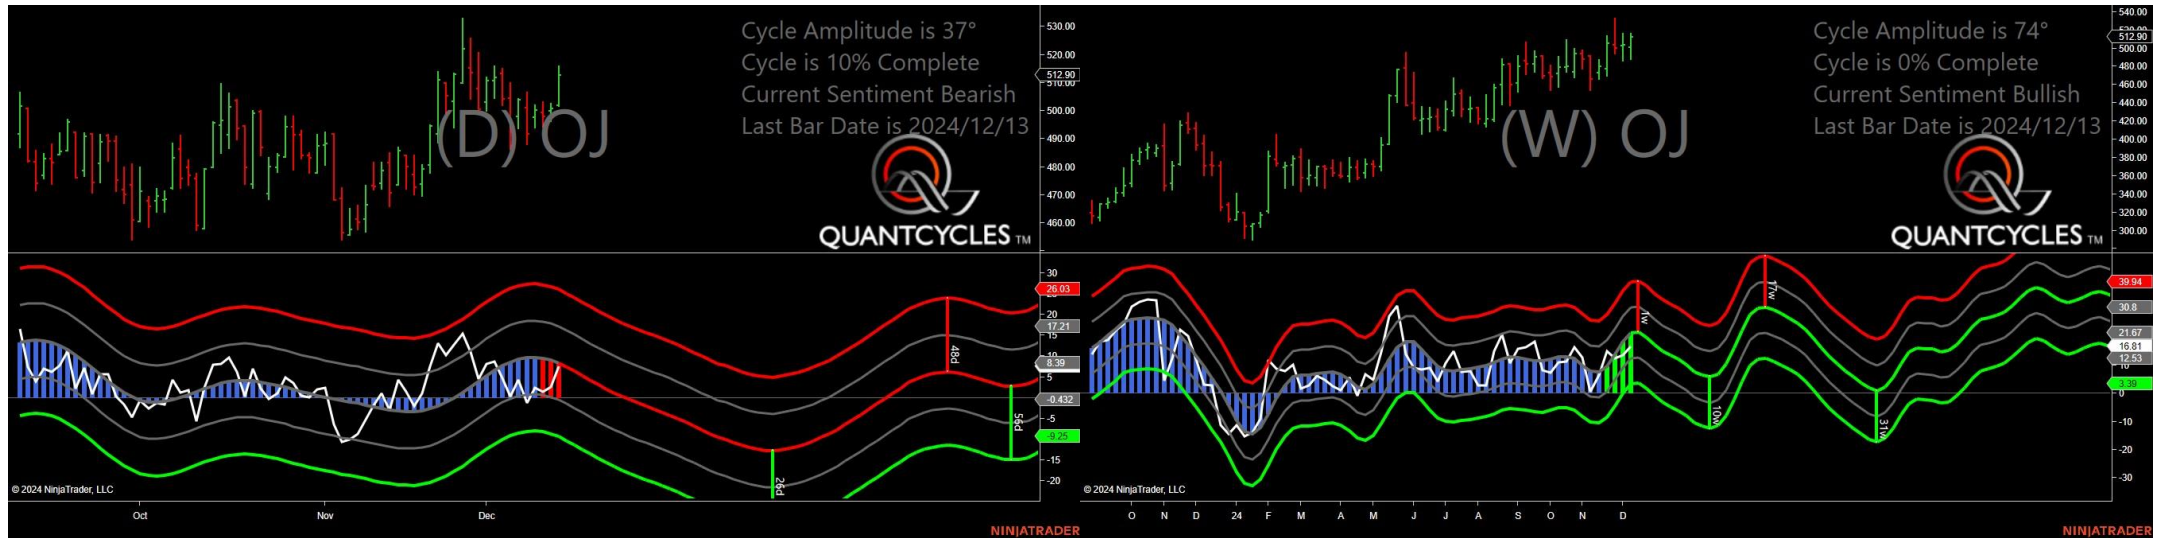 Cycle Amplitude is 37°
Cycle is 10% Complete
Current Sentiment Bearish
Last Bar Date is 2024/12/13
(D) OJ
QUANTCYCLES TM
530.00
520.00
512.90
510.00
500.00
490.00
480.00
470.00
460.00
30
26.03
20
17.21
15
10
8.39
5
-0.432
-5
-9.25
-15
-20
48d
56d
26d
© 2024 NinjaTrader, LLC
Oct
Nov
Dec
NINJATRADER
Cycle Amplitude is 74°
Cycle is 0% Complete
Current Sentiment Bullish
Last Bar Date is 2024/12/13
(W) OJ
QUANTCYCLES TM
540.00
512.90
500.00
480.00
460.00
440.00
420.00
400.00
380.00
360.00
340.00
320.00
300.00
39.94
30.8
21.67
16.81
12.53
10
3.39
0
-10
-20
-30
1w
17w
10w
31w
© 2024 NinjaTrader, LLC
O N D 24 F M A M J J A S O N D
NINJATRADER